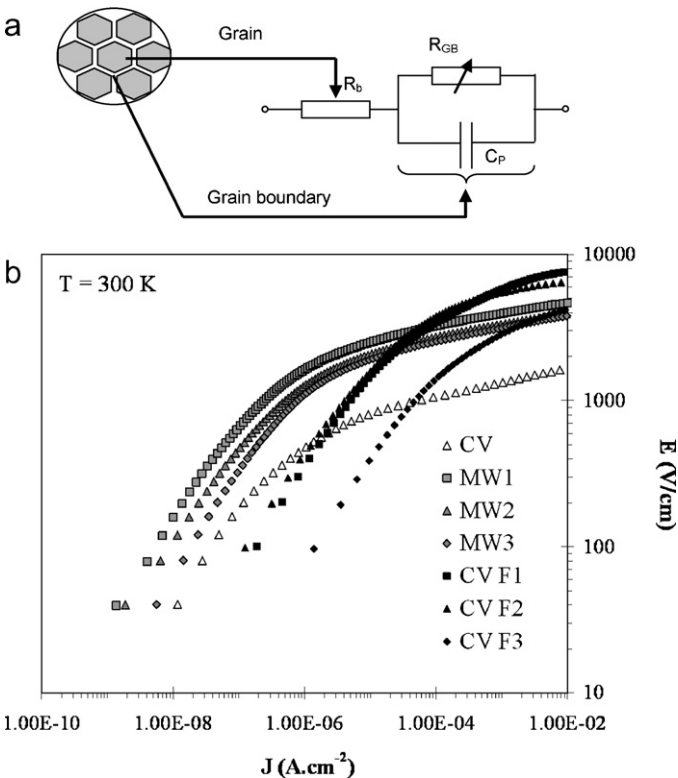 a
Grain
R_GB
R_b
C_P
Grain boundary
b
T = 300 K
10000
1000
100
10
E (V/cm)
CV
MW1
MW2
MW3
CV F1
CV F2
CV F3
1.00E-10
1.00E-08
1.00E-06
1.00E-04
1.00E-02
J (A.cm⁻²)